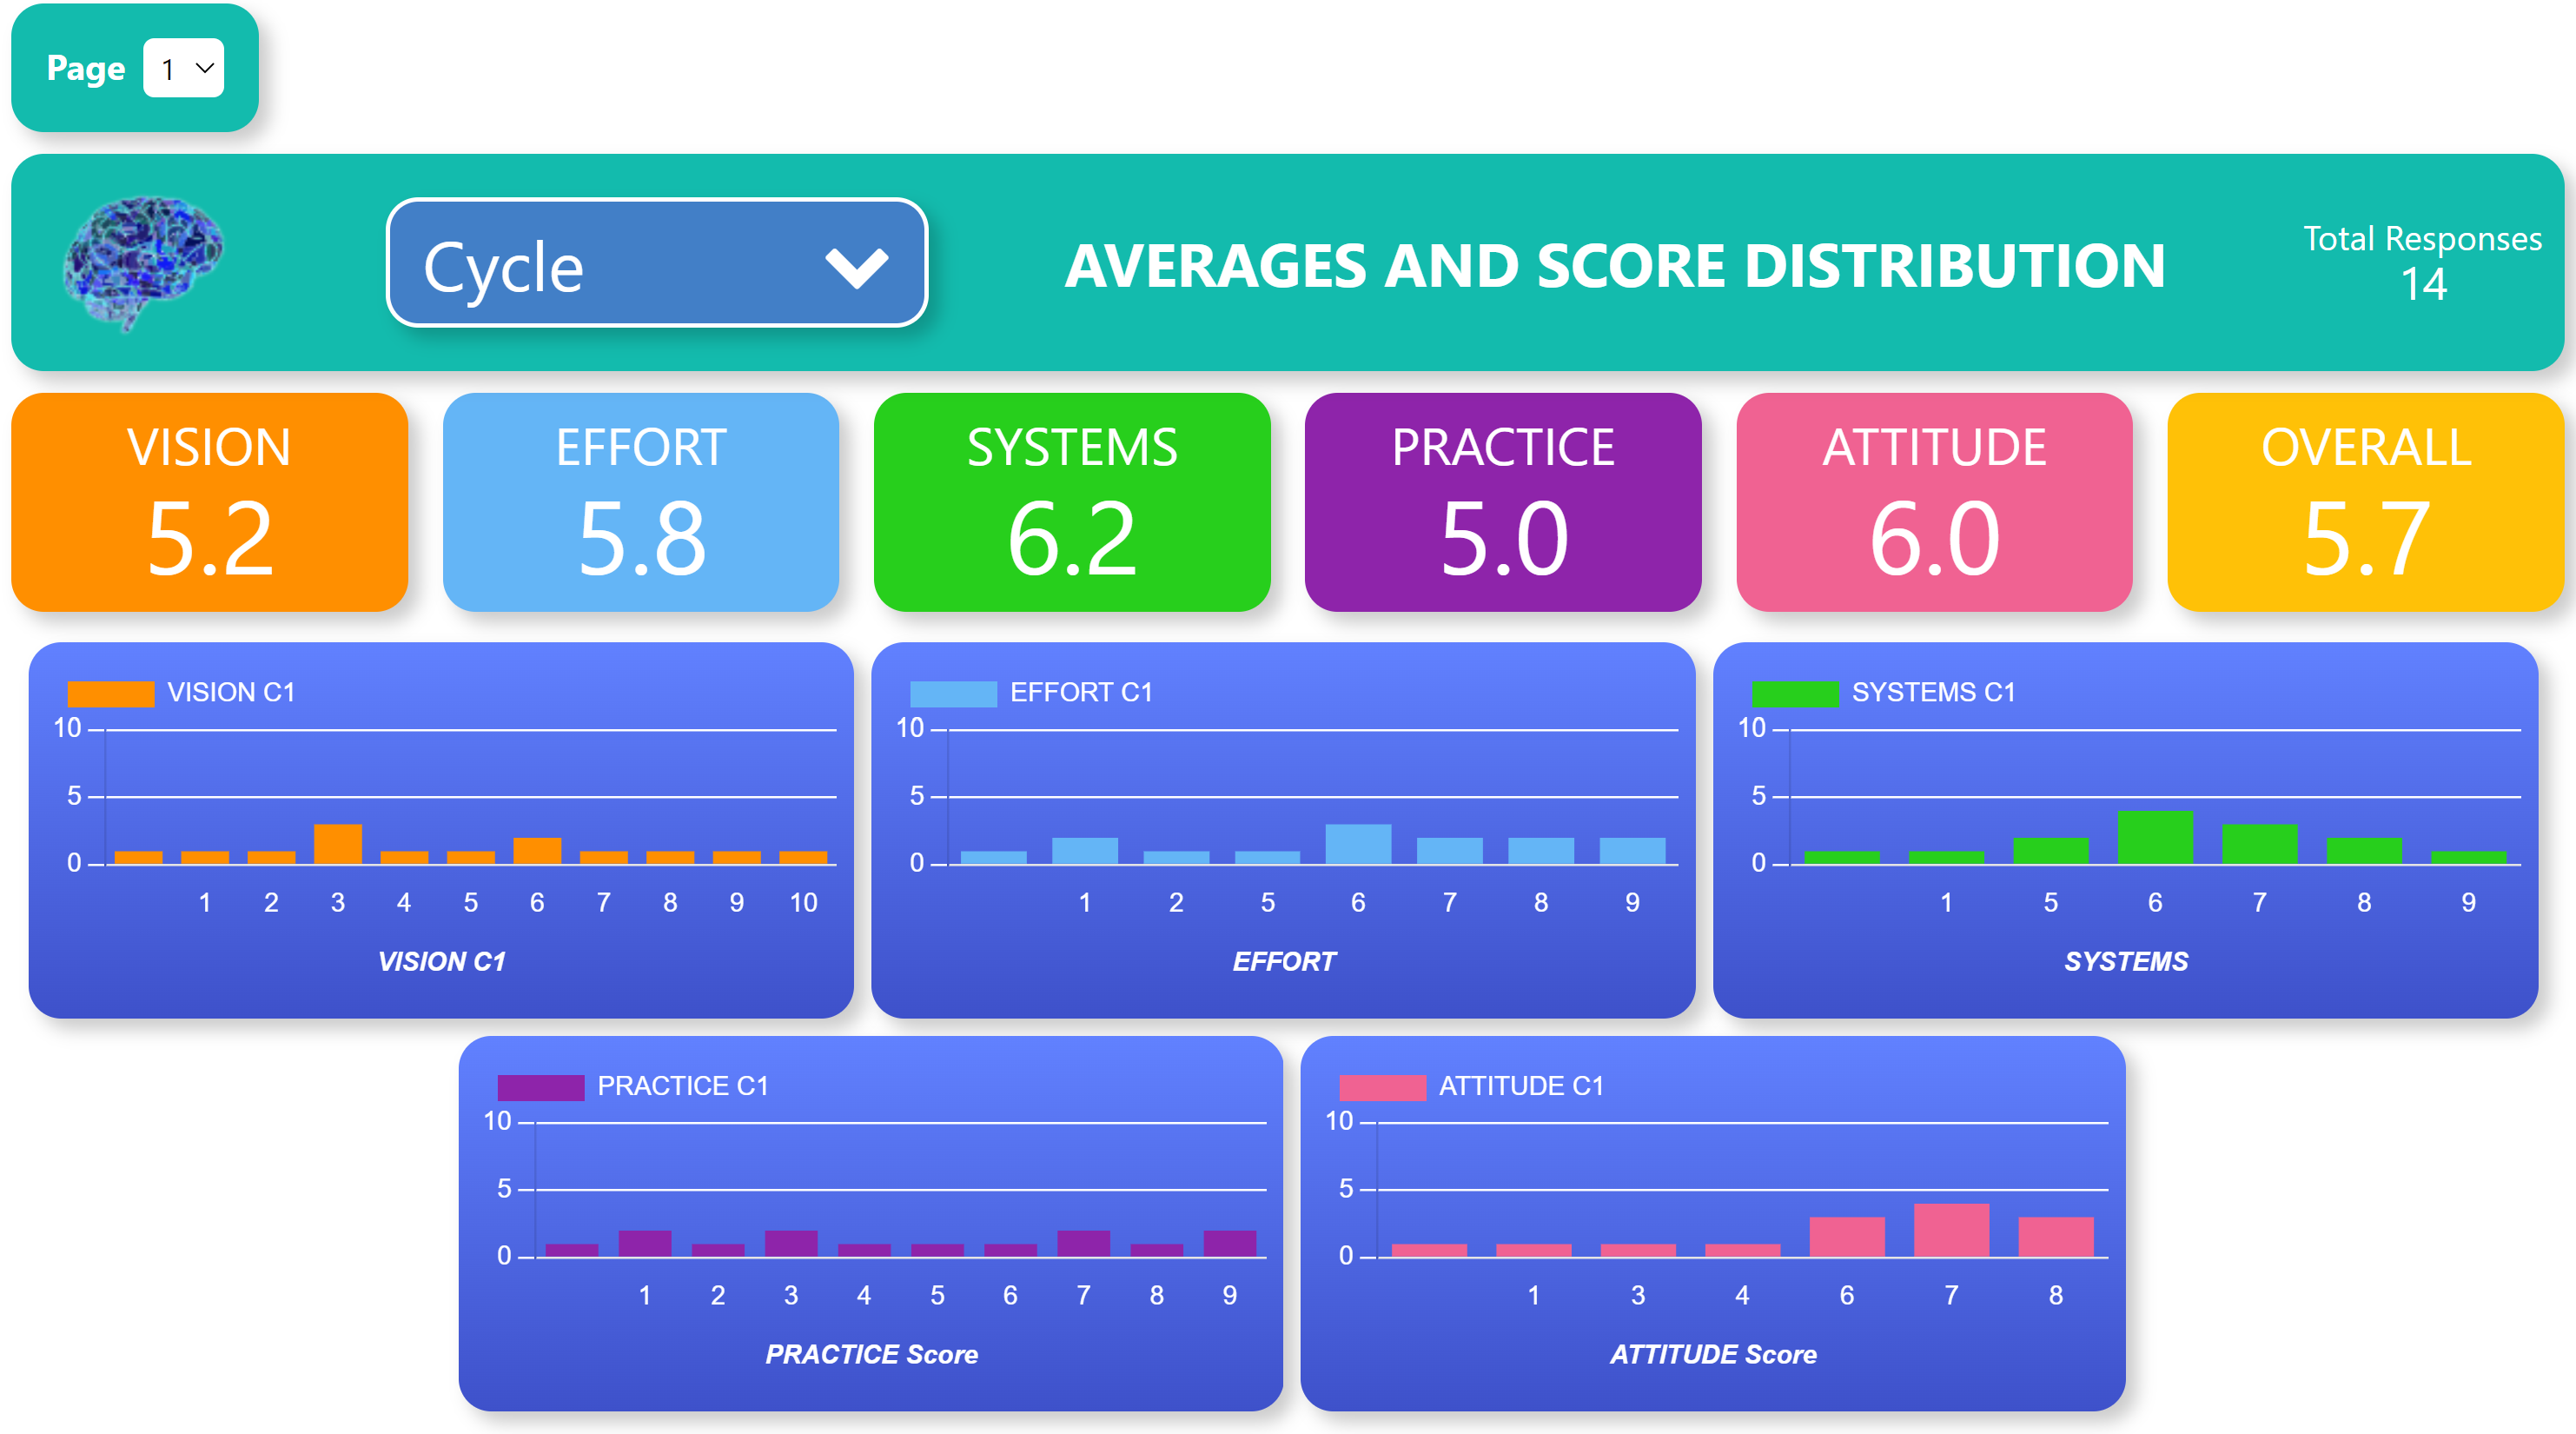 Page 1
Cycle
AVERAGES AND SCORE DISTRIBUTION
Total Responses
14
VISION
5.2
EFFORT
5.8
SYSTEMS
6.2
PRACTICE
5.0
ATTITUDE
6.0
OVERALL
5.7
VISION C1
10
5
0
1 2 3 4 5 6 7 8 9 10
VISION C1
EFFORT C1
10
5
0
1 2 5 6 7 8 9
EFFORT
SYSTEMS C1
10
5
0
1 5 6 7 8 9
SYSTEMS
PRACTICE C1
10
5
0
1 2 3 4 5 6 7 8 9
PRACTICE Score
ATTITUDE C1
10
5
0
1 3 4 6 7 8
ATTITUDE Score